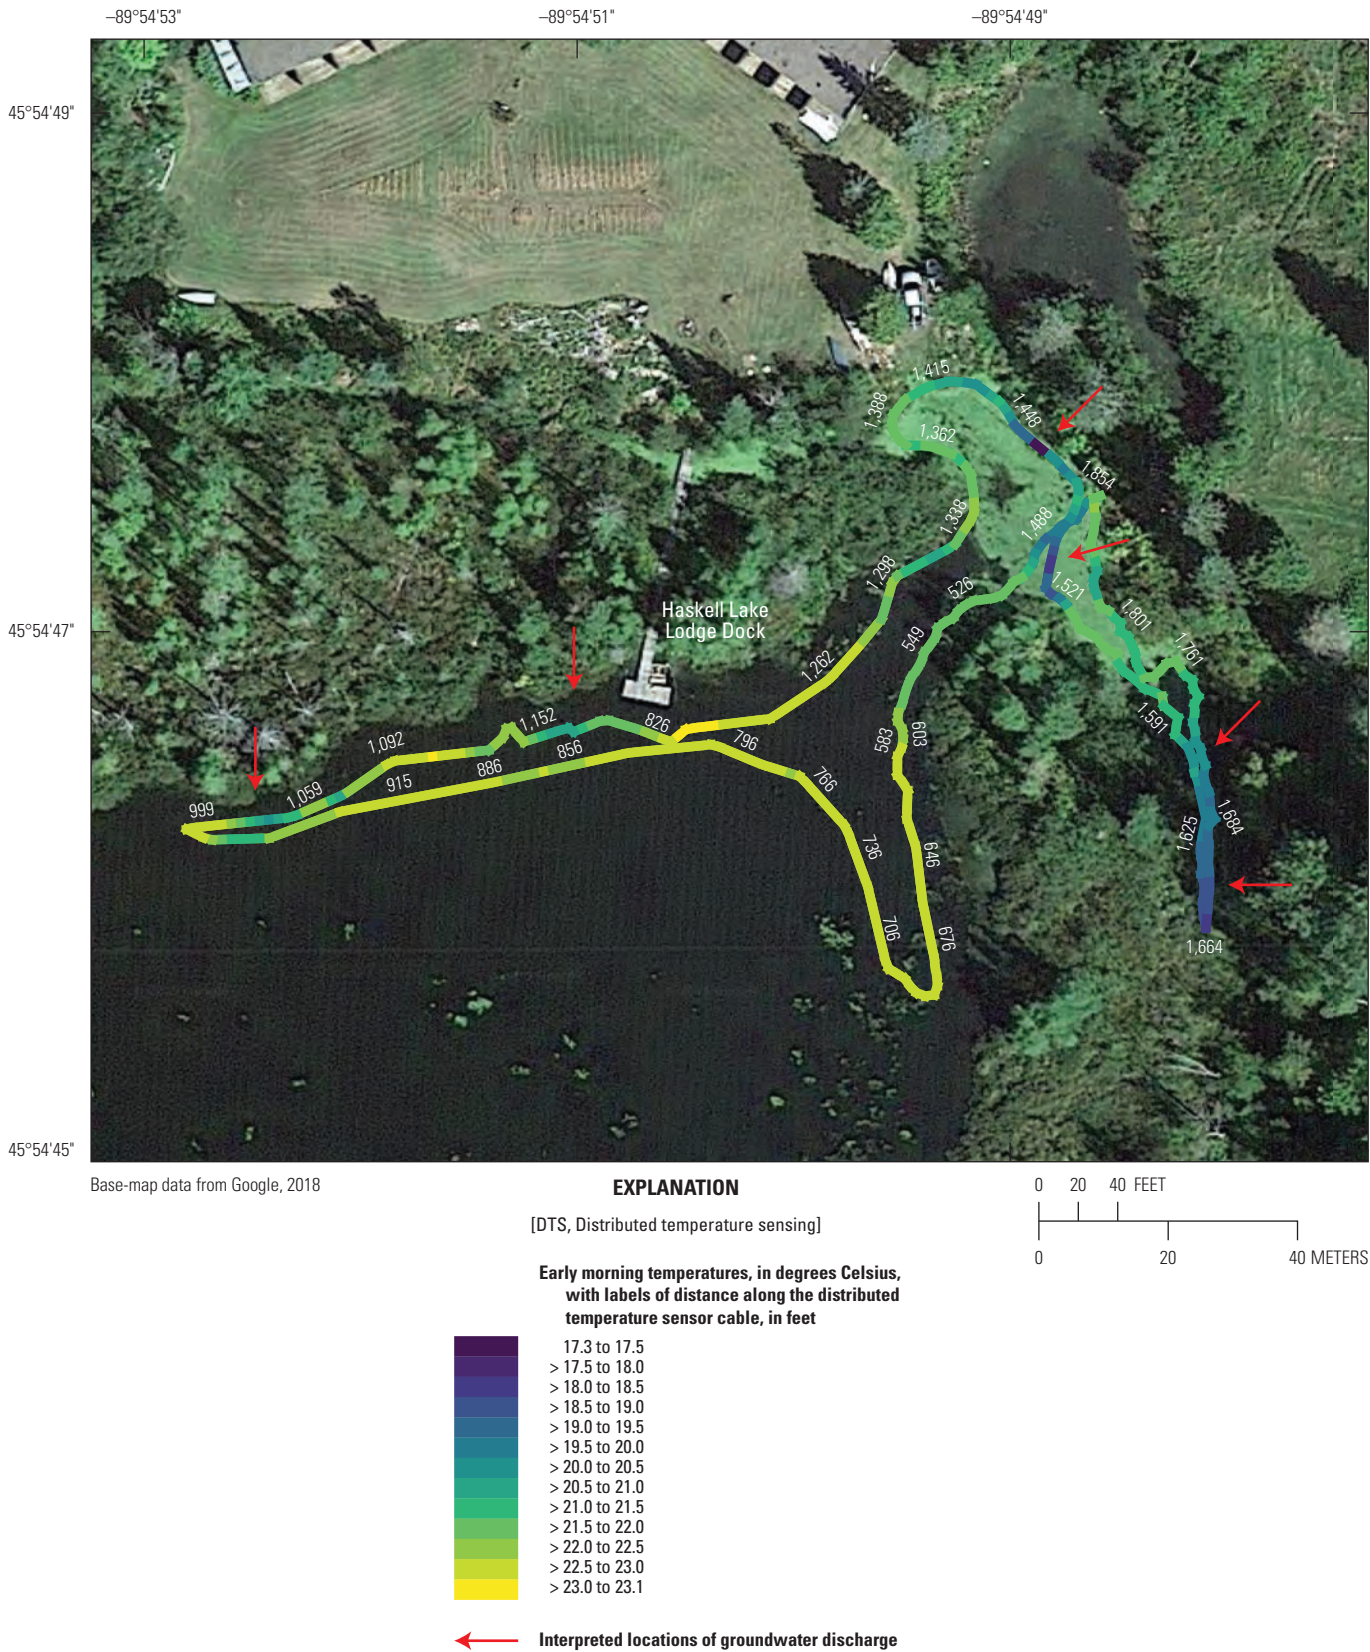 –89°54'53"
–89°54'51"
–89°54'49"
45°54'49"
1,415
1,388
1,448
1,362
1,854
1,338
1,488
1,298
1,521
526
Haskell Lake
Lodge Dock
45°54'47"
1,801
549
1,761
1,262
1,591
1,152
826
603
583
1,092
856
796
886
766
915
1,059
999
1,684
1,625
736
646
706
676
1,664
45°54'45"
Base-map data from Google, 2018
EXPLANATION
0 20 40 FEET
[DTS, Distributed temperature sensing]
0 20 40 METERS
Early morning temperatures, in degrees Celsius,
with labels of distance along the distributed
temperature sensor cable, in feet
17.3 to 17.5
> 17.5 to 18.0
> 18.0 to 18.5
> 18.5 to 19.0
> 19.0 to 19.5
> 19.5 to 20.0
> 20.0 to 20.5
> 20.5 to 21.0
> 21.0 to 21.5
> 21.5 to 22.0
> 22.0 to 22.5
> 22.5 to 23.0
> 23.0 to 23.1
Interpreted locations of groundwater discharge